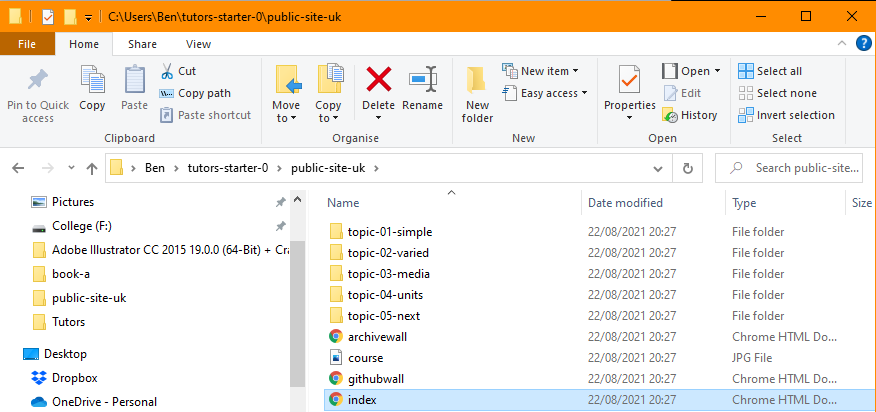 C:\Users\Ben\tutors-starter-0\public-site-uk
File Home Share View
Pin to Quick access
Copy
Paste
Cut
Copy path
Paste shortcut
Clipboard
Move to
Copy to
Delete
Rename
Organise
New folder
New item
Easy access
New
Properties
Open
Edit
History
Open
Select all
Select none
Invert selection
Select
Ben > tutors-starter-0 > public-site-uk >
Search public-site...
Pictures
College (F:)
Adobe Illustrator CC 2015 19.0.0 (64-Bit) + Cra
book-a
public-site-uk
Tutors
Desktop
Dropbox
OneDrive - Personal
Name Date modified Type Size
topic-01-simple 22/08/2021 20:27 File folder
topic-02-varied 22/08/2021 20:27 File folder
topic-03-media 22/08/2021 20:27 File folder
topic-04-units 22/08/2021 20:27 File folder
topic-05-next 22/08/2021 20:27 File folder
archivewall 22/08/2021 20:27 Chrome HTML Do...
course 22/08/2021 20:27 JPG File
githubwall 22/08/2021 20:27 Chrome HTML Do...
index 22/08/2021 20:27 Chrome HTML Do...